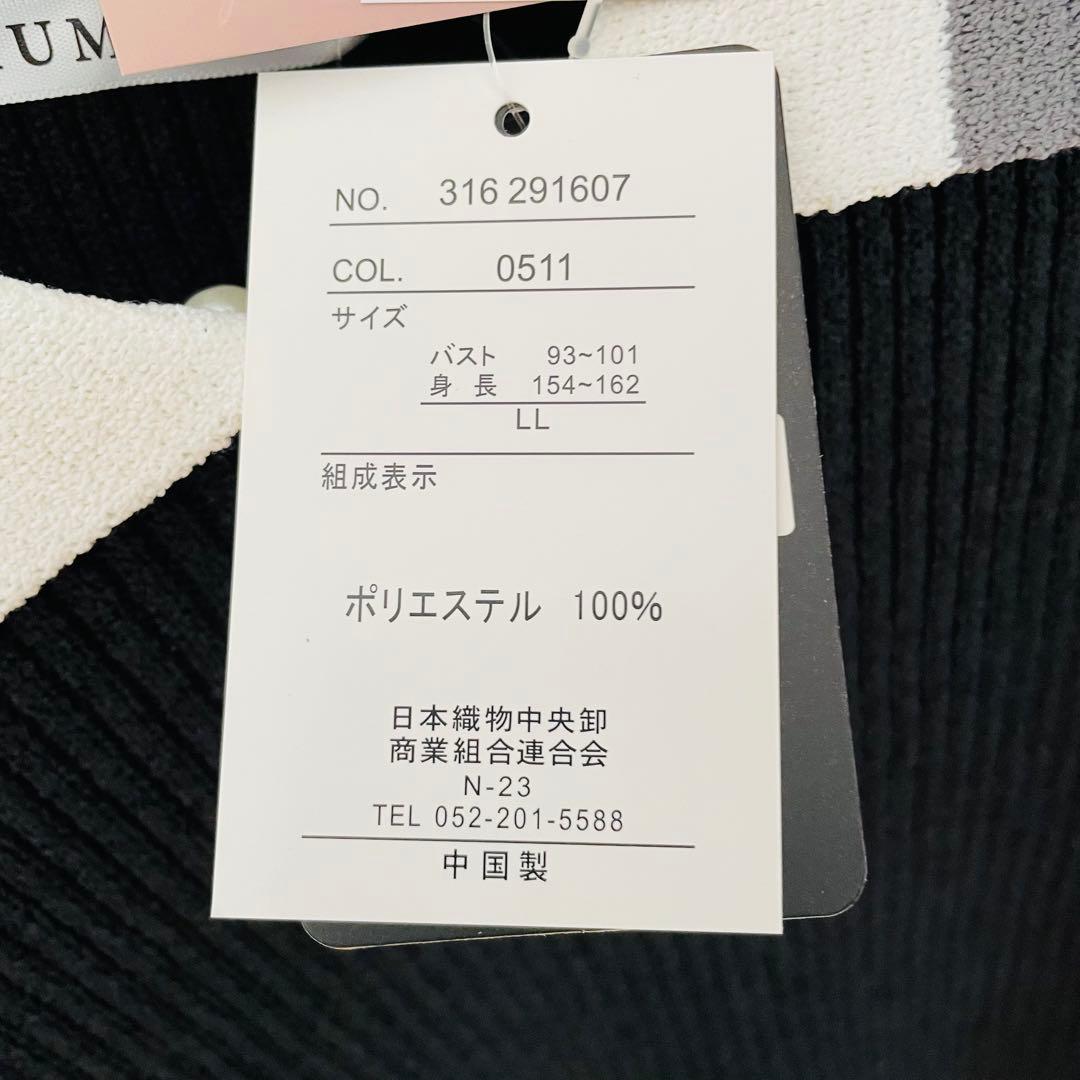 NO. 316 291607
COL. 0511
サイズ
バスト 93~101
身長 154~162
LL
組成表示
ポリエステル 100%
日本織物中央卸
商業組合連合会
N-23
TEL 052-201-5588
中国製